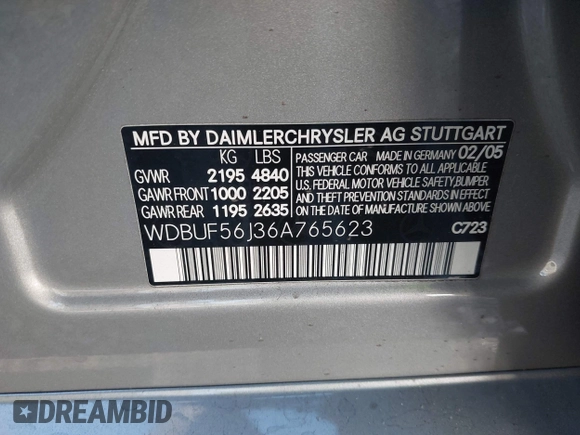 MFD BY DAIMLERCHRYSLER AG STUTTGART
KG LBS
GVWR 2195 4840
GAWR FRONT 1000 2205
GAWR REAR 1195 2635
PASSENGER CAR MADE IN GERMANY 02/05
THIS VEHICLE CONFORMS TO ALL APPLICABLE
U.S. FEDERAL MOTOR VEHICLE SAFETY, BUMPER
AND THEFT PREVENTION STANDARDS IN EFFECT
ON THE DATE OF MANUFACTURE SHOWN ABOVE
WDBUF56J36A765623
C723
DREAMBID